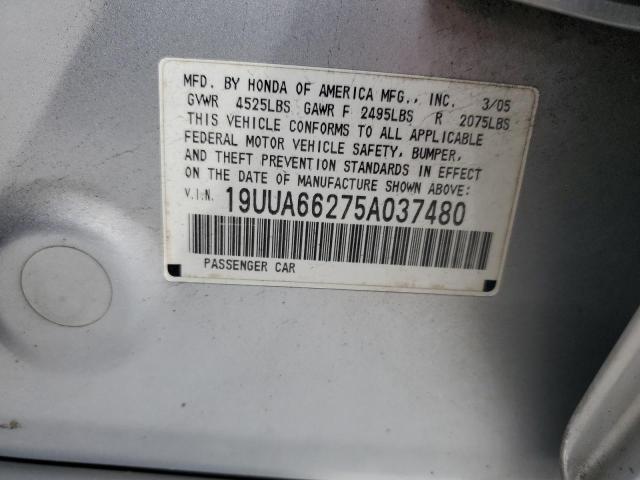 MFD. BY HONDA OF AMERICA MFG., INC. 3/05
GVWR 4525LBS GAWR F 2495LBS R 2075LBS
THIS VEHICLE CONFORMS TO ALL APPLICABLE
FEDERAL MOTOR VEHICLE SAFETY, BUMPER,
AND THEFT PREVENTION STANDARDS IN EFFECT
ON THE DATE OF MANUFACTURE SHOWN ABOVE:
V.I.N. 19UUA66275A037480
PASSENGER CAR